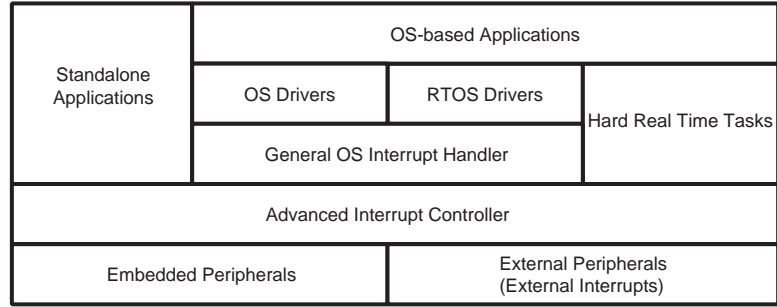 OS-based Applications
Standalone
Applications
OS Drivers
RTOS Drivers
Hard Real Time Tasks
General OS Interrupt Handler
Advanced Interrupt Controller
Embedded Peripherals
External Peripherals
(External Interrupts)